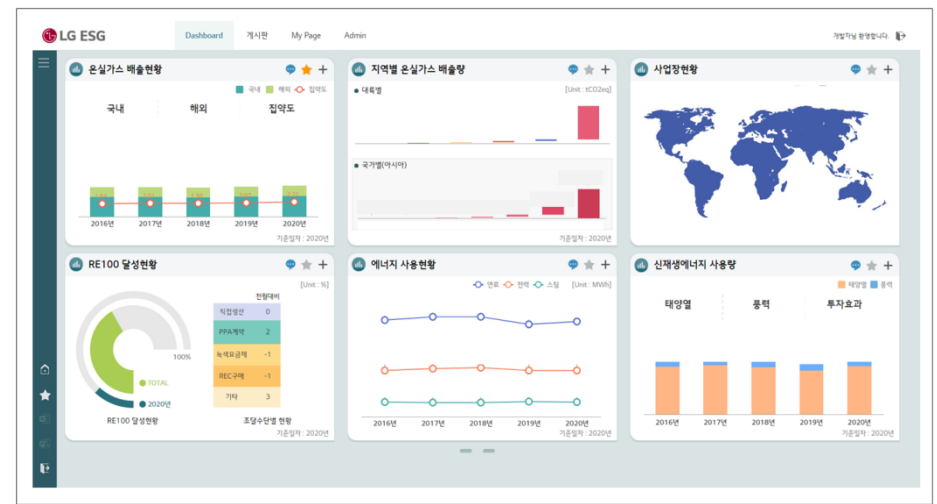 LG ESG
Dashboard
게시판
My Page
Admin
개발자님 환영합니다.
온실가스 배출현황
국내 해외 집약도
국내 해외 집약도
2016년 2017년 2018년 2019년 2020년
기준일자 : 2020년
지역별 온실가스 배출량
대륙별
[Unit : tCO2eq]
국가별(아시아)
기준일자 : 2020년
사업장현황
RE100 달성현황
[Unit : %]
전월대비
직접생산 0
PPA계약 2
녹색요금제 -1
REC구매 -1
기타 3
100%
TOTAL
2020년
RE100 달성현황
조달수단별 현황
기준일자 : 2020년
에너지 사용현황
연료 전력 스팀 [Unit : MWh]
2016년 2017년 2018년 2019년 2020년
기준일자 : 2020년
신재생에너지 사용량
태양열 풍력
태양열 풍력 투자효과
2016년 2017년 2018년 2019년 2020년
기준일자 : 2020년